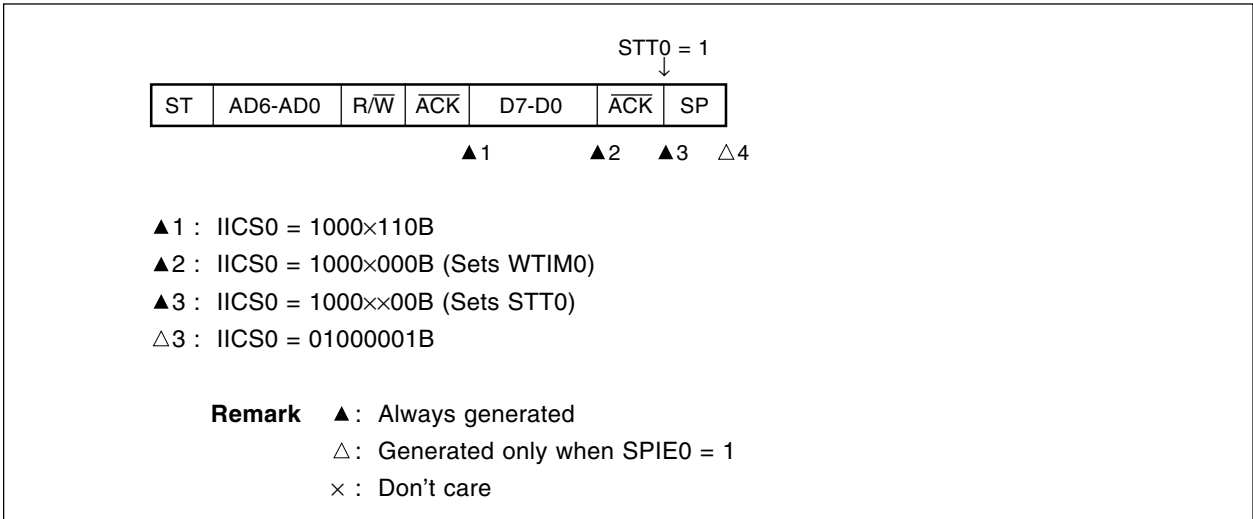 STT0 = 1
↓
ST AD6-AD0 R/W̅ A̅C̅K̅ D7-D0 A̅C̅K̅ SP
▲1 ▲2 ▲3 △4
▲1 : IICS0 = 1000×110B
▲2 : IICS0 = 1000×000B (Sets WTIM0)
▲3 : IICS0 = 1000××00B (Sets STT0)
△3 : IICS0 = 01000001B
Remark ▲ : Always generated
△ : Generated only when SPIE0 = 1
× : Don't care